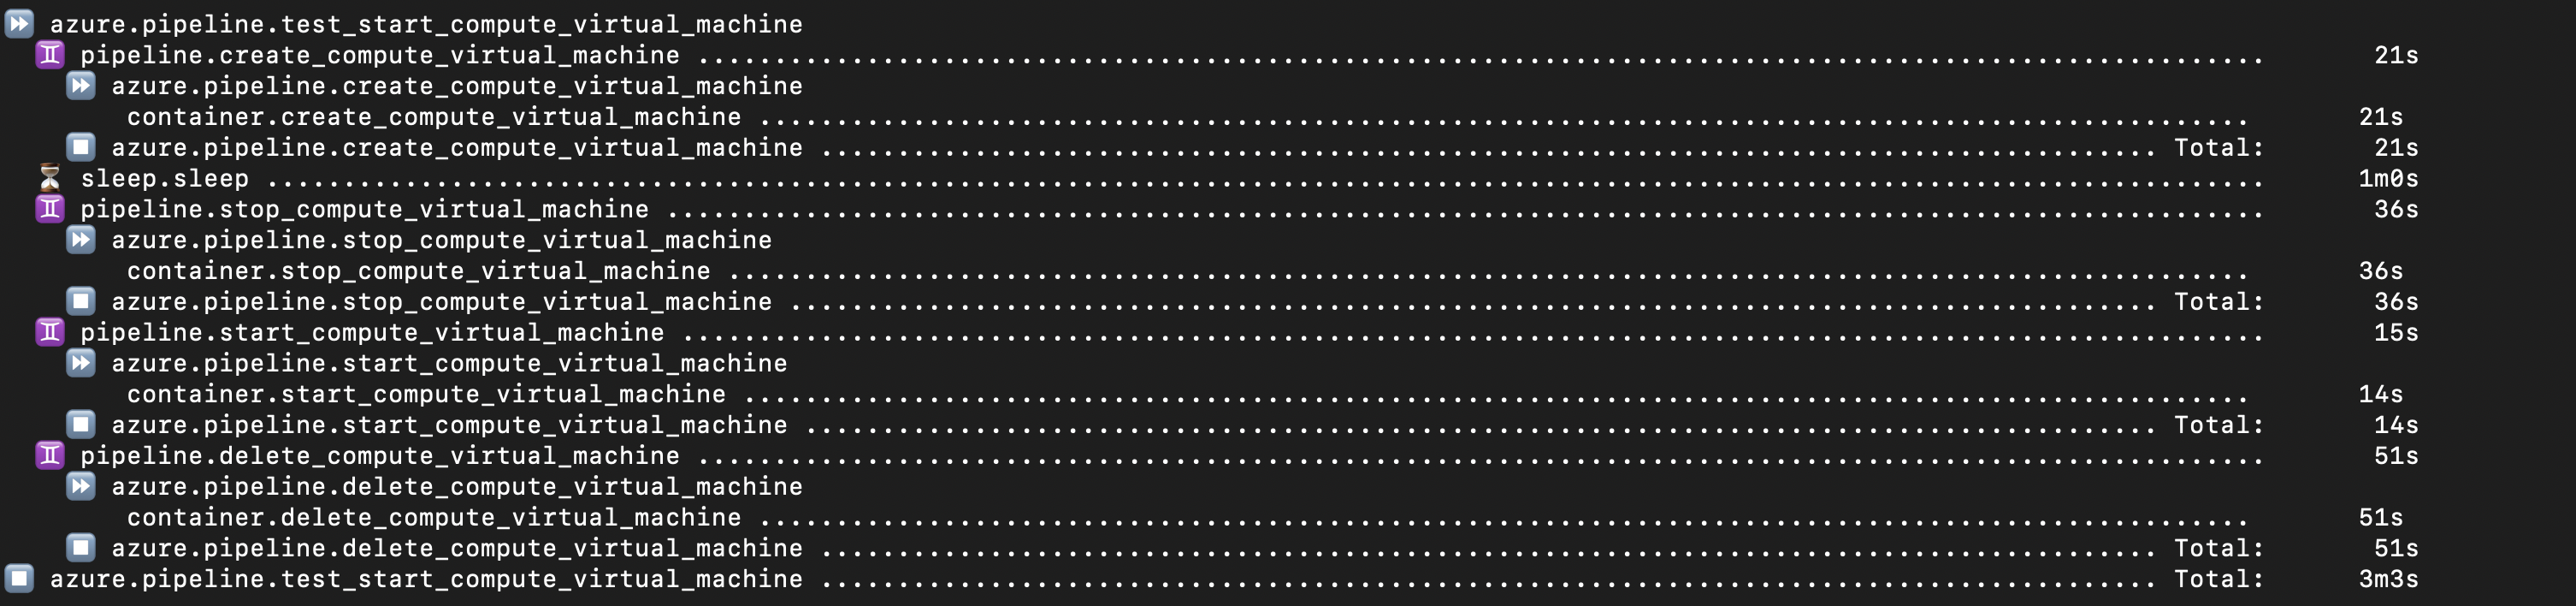 ⏩ azure.pipeline.test_start_compute_virtual_machine
♊ pipeline.create_compute_virtual_machine ...................................................................................................... 21s
⏩ azure.pipeline.create_compute_virtual_machine
container.create_compute_virtual_machine ................................................................................................. 21s
⏹ azure.pipeline.create_compute_virtual_machine ....................................................................................... Total: 21s
⏳ sleep.sleep .................................................................................................................................. 1m0s
♊ pipeline.stop_compute_virtual_machine ........................................................................................................ 36s
⏩ azure.pipeline.stop_compute_virtual_machine
container.stop_compute_virtual_machine ................................................................................................... 36s
⏹ azure.pipeline.stop_compute_virtual_machine ......................................................................................... Total: 36s
♊ pipeline.start_compute_virtual_machine ....................................................................................................... 15s
⏩ azure.pipeline.start_compute_virtual_machine
container.start_compute_virtual_machine .................................................................................................. 14s
⏹ azure.pipeline.start_compute_virtual_machine ........................................................................................ Total: 14s
♊ pipeline.delete_compute_virtual_machine ...................................................................................................... 51s
⏩ azure.pipeline.delete_compute_virtual_machine
container.delete_compute_virtual_machine ................................................................................................. 51s
⏹ azure.pipeline.delete_compute_virtual_machine ....................................................................................... Total: 51s
⏹ azure.pipeline.test_start_compute_virtual_machine ....................................................................................... Total: 3m3s